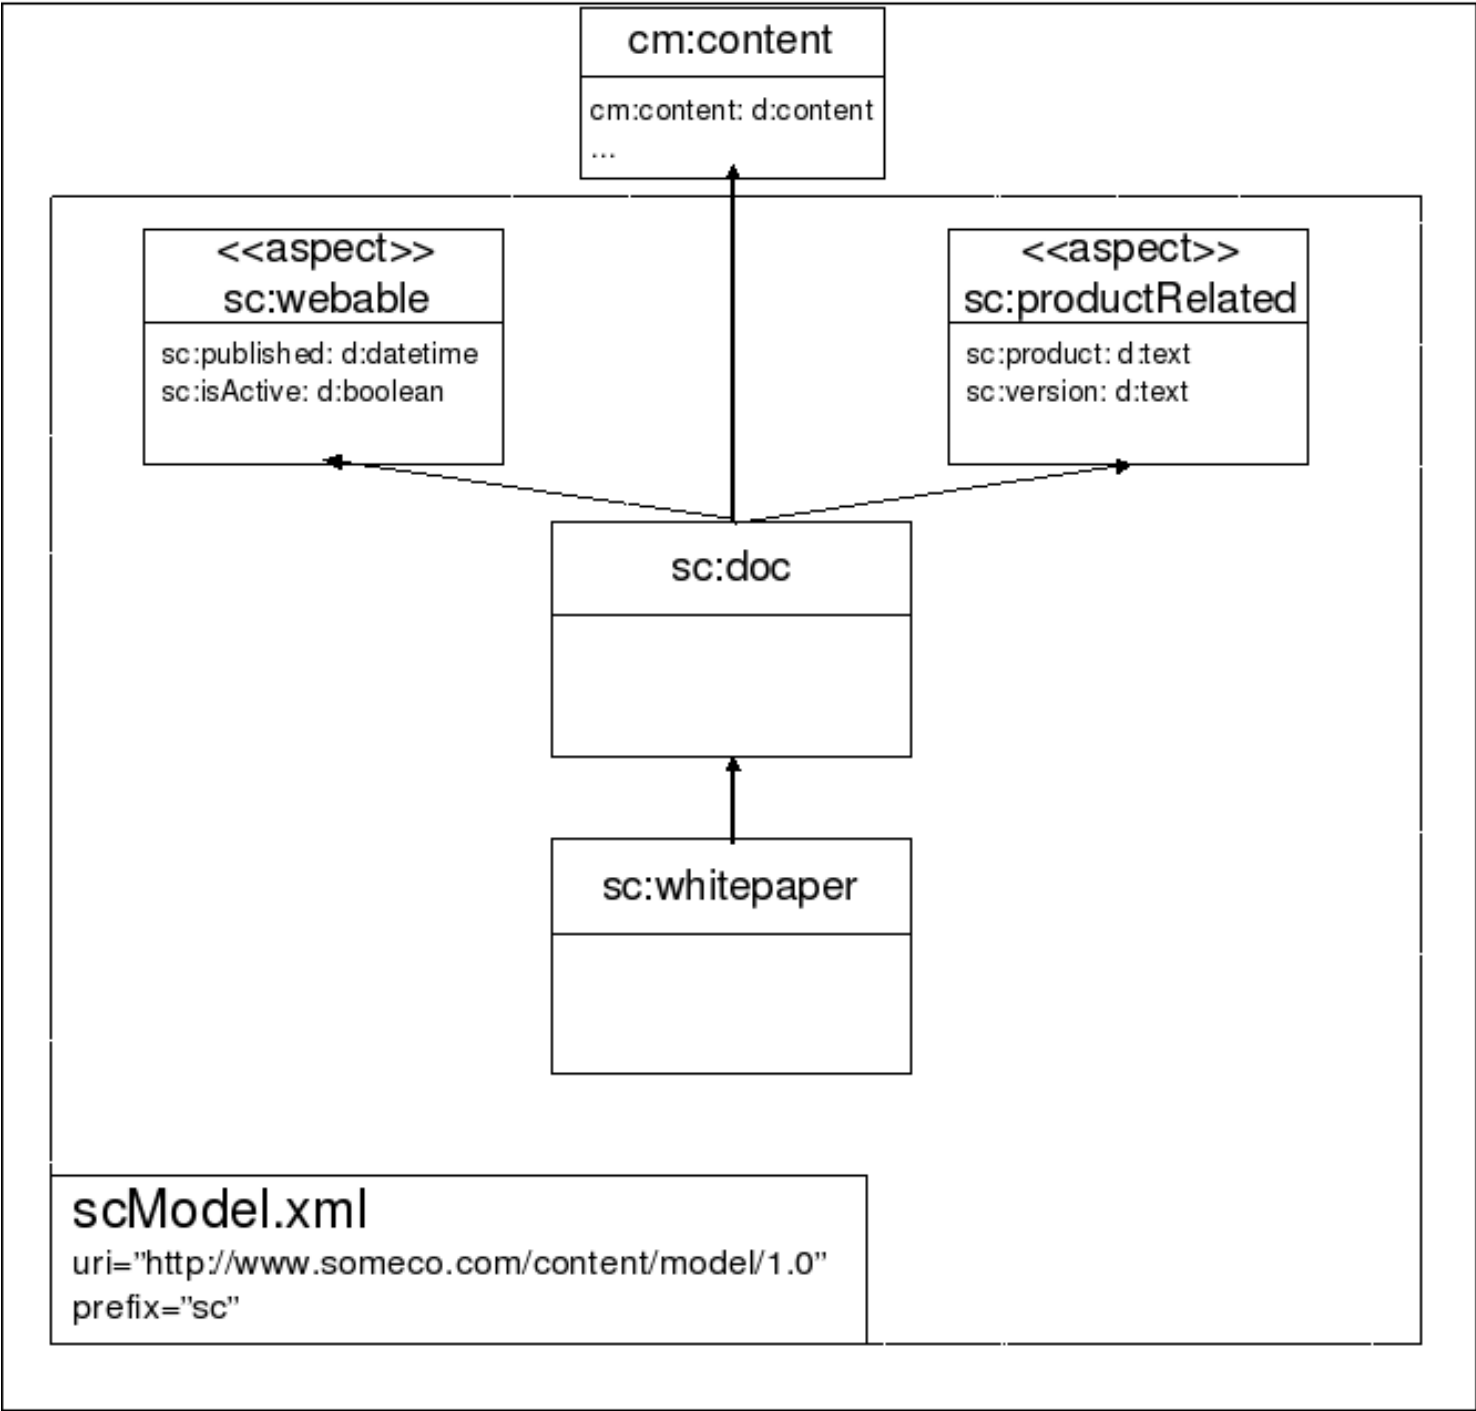 cm:content
cm:content: d:content
...
<<aspect>>
sc:webable
sc:published: d:datetime
sc:isActive: d:boolean
<<aspect>>
sc:productRelated
sc:product: d:text
sc:version: d:text
sc:doc
sc:whitepaper
scModel.xml
uri=”http://www.someco.com/content/model/1.0”
prefix=”sc”